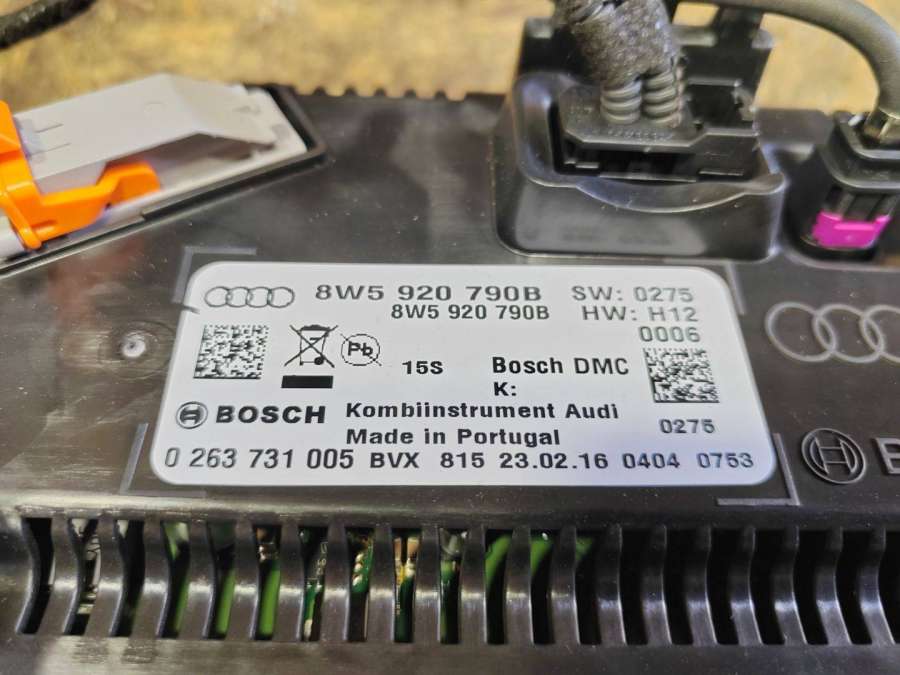 8W5 920 790B SW: 0275
8W5 920 790B HW: H12
0006
Pb
15S Bosch DMC
K:
BOSCH Kombiinstrument Audi
0275
Made in Portugal
0 263 731 005 BVX 815 23.02.16 0404 0753
B